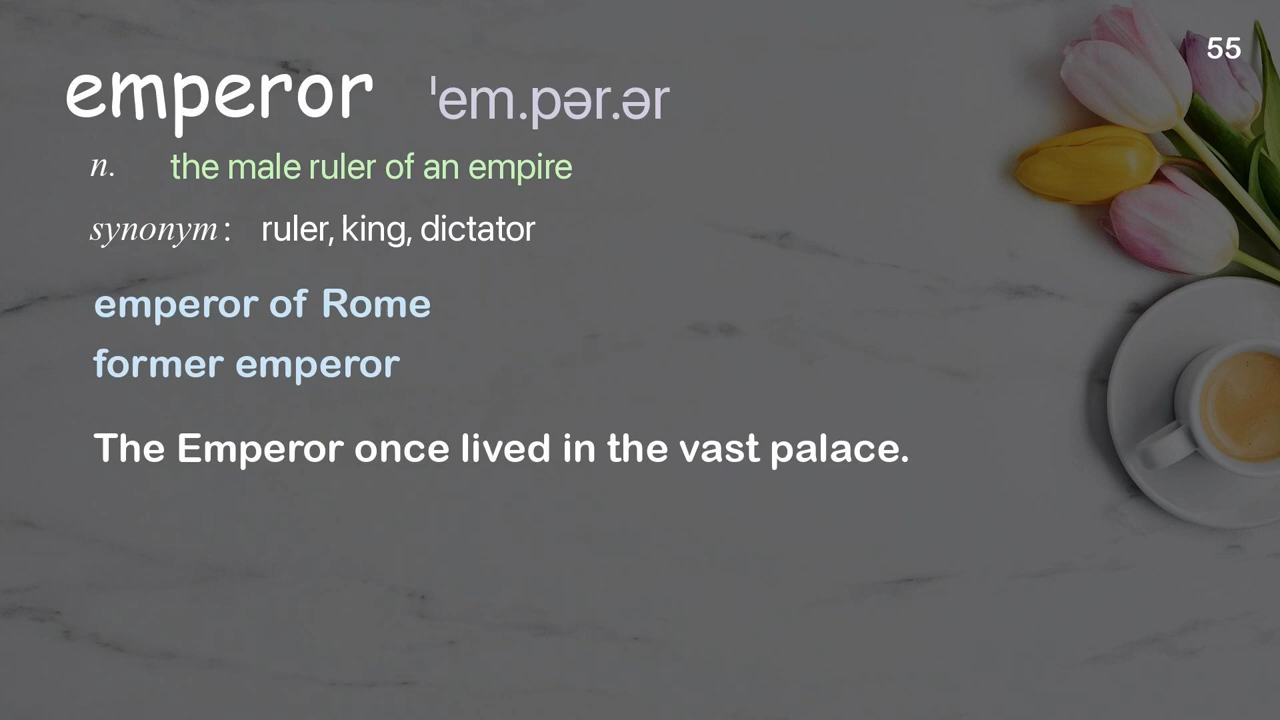 55
emperor ˈem.pər.ər
n. the male ruler of an empire
synonym: ruler, king, dictator
emperor of Rome
former emperor
The Emperor once lived in the vast palace.